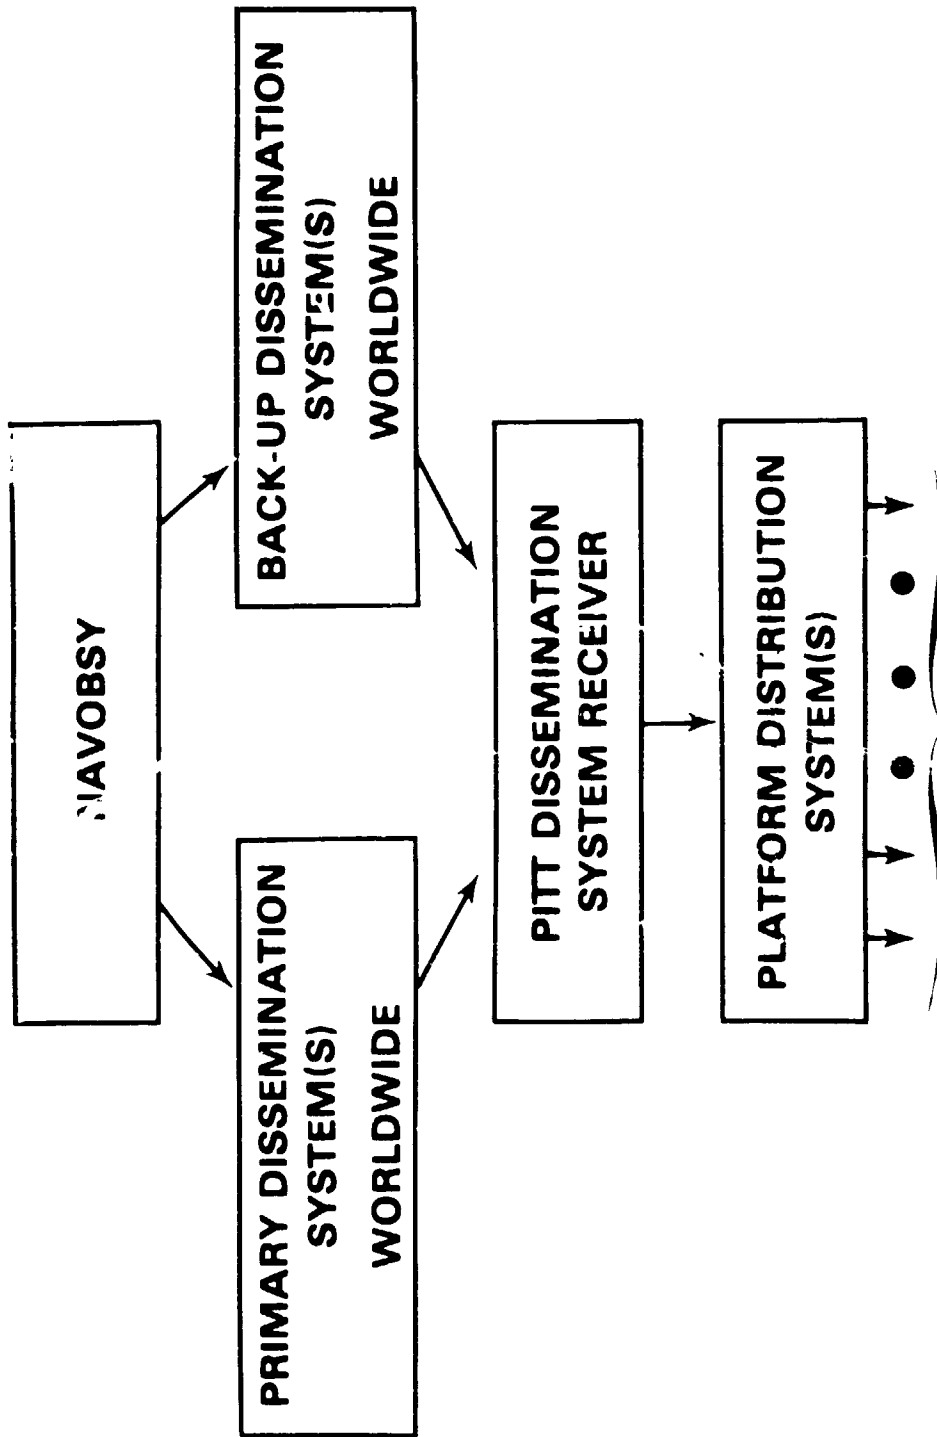 NAVOBSY
PRIMARY DISSEMINATION
SYSTEM(S)
WORLDWIDE
BACK-UP DISSEMINATION
SYSTEM(S)
WORLDWIDE
PITT DISSEMINATION
SYSTEM RECEIVER
PLATFORM DISTRIBUTION
SYSTEM(S)